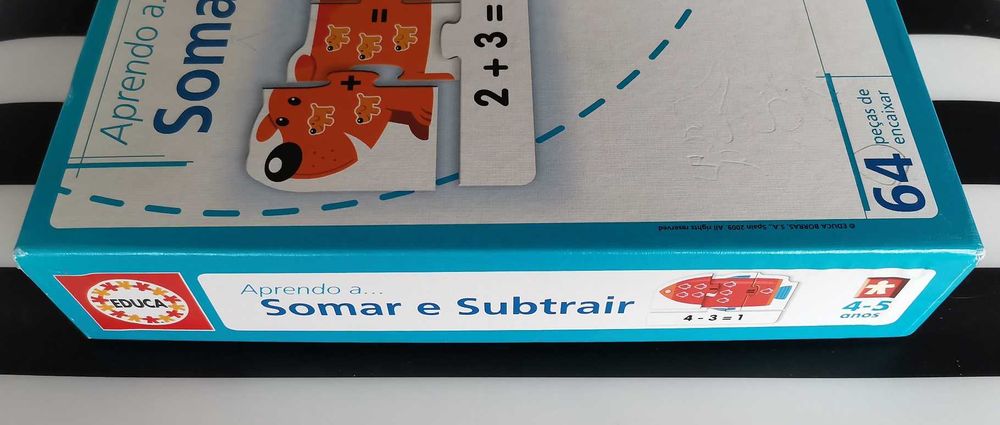 Aprendo a...
Soma
=
+
2 + 3 =
64 peças de
encaixar
© EDUCA BORRAS, S.A., Spain 2009. All rights reserved
EDUCA
Aprendo a...
Somar e Subtrair
4 - 3 = 1
4-5
anos